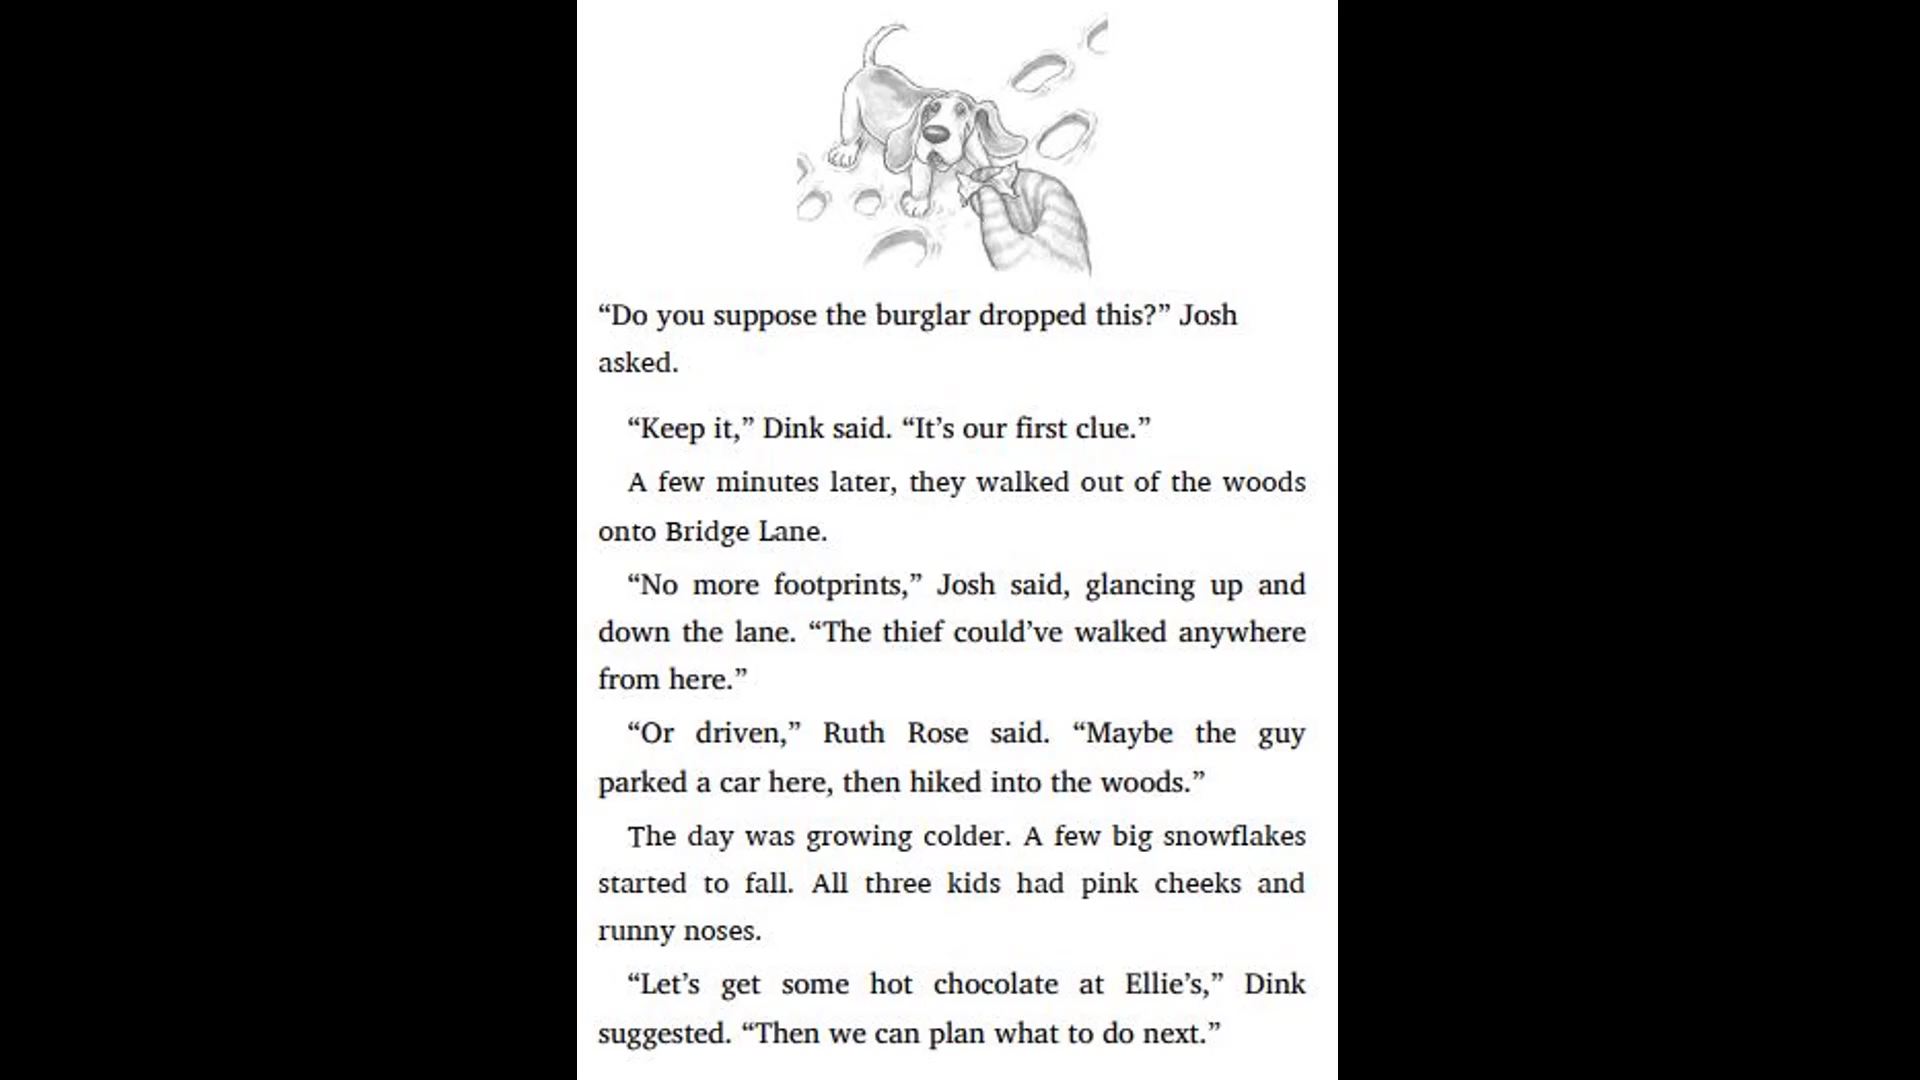 “Do you suppose the burglar dropped this?” Josh
asked.
“Keep it,” Dink said. “It’s our first clue.”
A few minutes later, they walked out of the woods
onto Bridge Lane.
“No more footprints,” Josh said, glancing up and
down the lane. “The thief could’ve walked anywhere
from here.”
“Or driven,” Ruth Rose said. “Maybe the guy
parked a car here, then hiked into the woods.”
The day was growing colder. A few big snowflakes
started to fall. All three kids had pink cheeks and
runny noses.
“Let’s get some hot chocolate at Ellie’s,” Dink
suggested. “Then we can plan what to do next.”